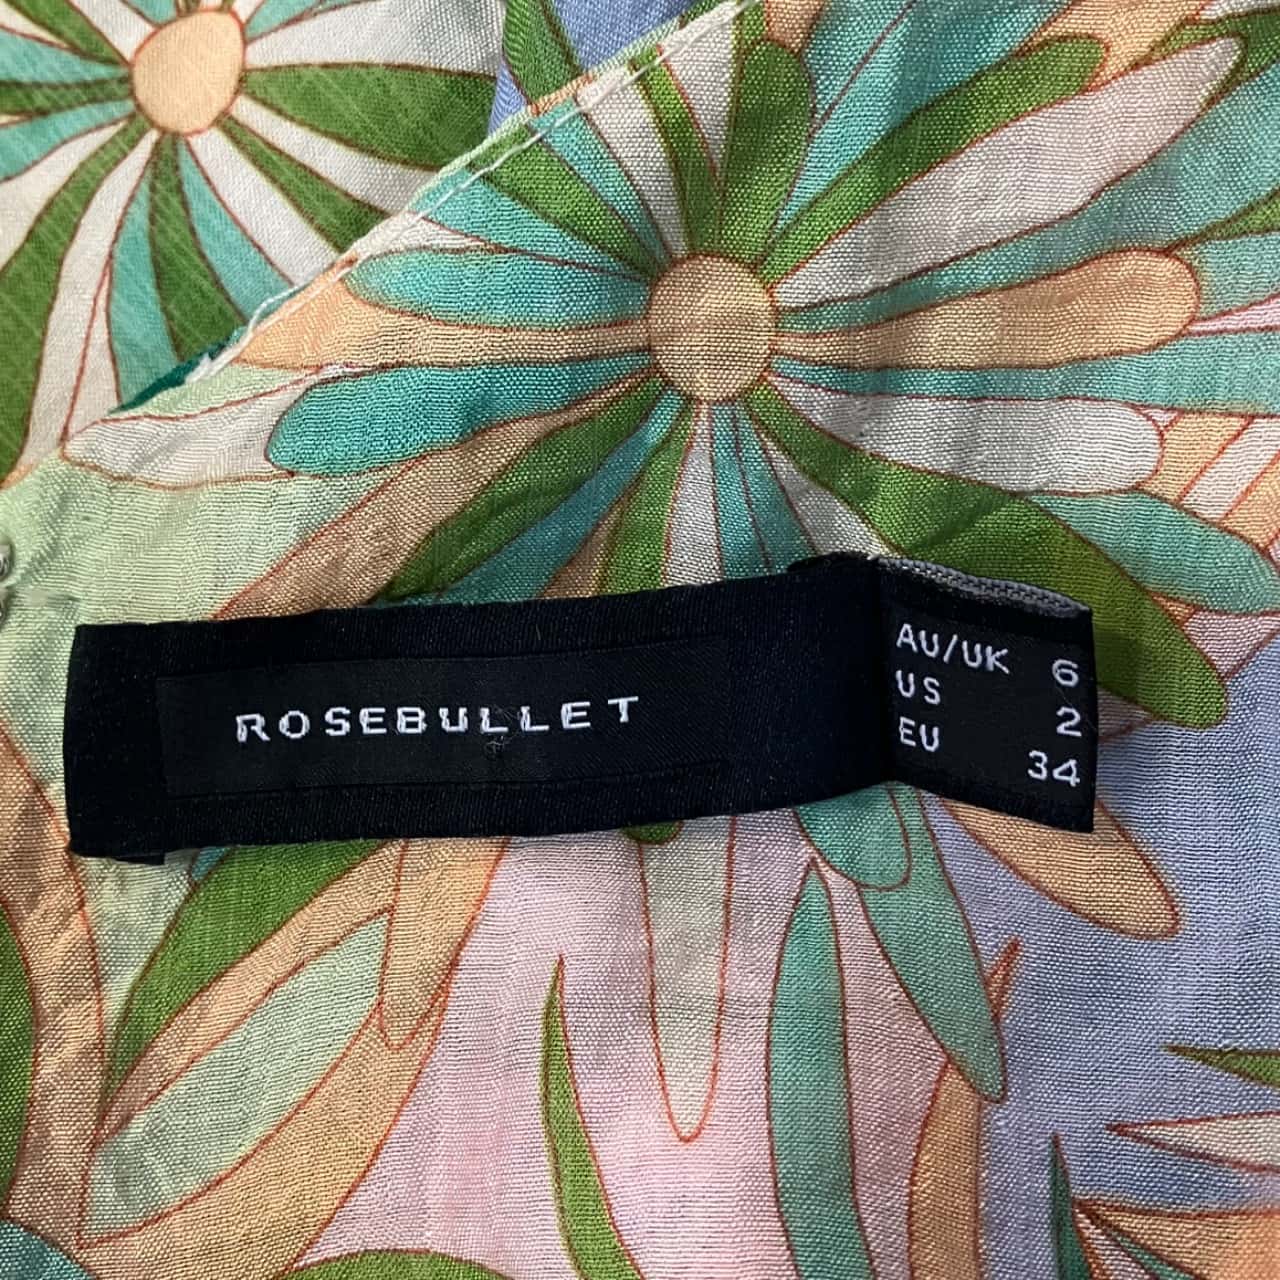 ROSEBULLET
AU/UK 6
US 2
EU 34